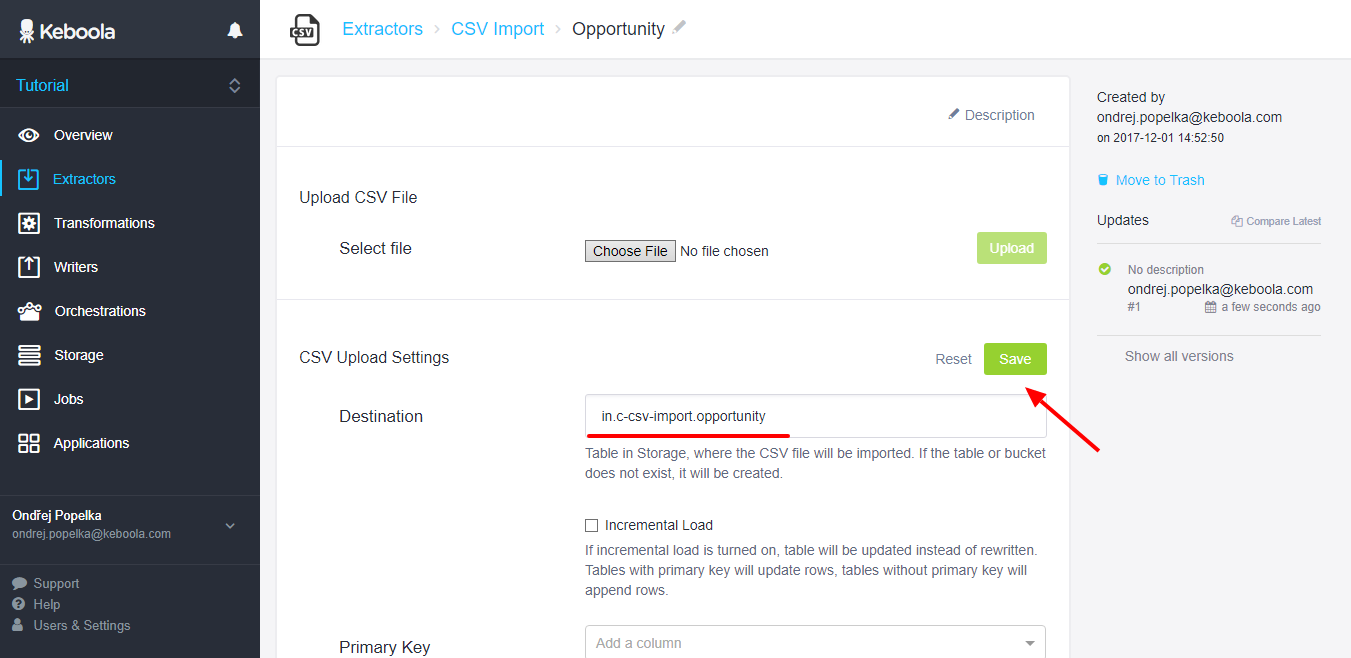 Keboola
Tutorial
Overview
Extractors
Transformations
Writers
Orchestrations
Storage
Jobs
Applications
Ondřej Popelka
ondrej.popelka@keboola.com
Support
Help
Users & Settings
CSV
Extractors › CSV Import › Opportunity
Description
Upload CSV File
Select file
Choose File No file chosen
Upload
CSV Upload Settings
Reset
Save
Destination
in.c-csv-import.opportunity
Table in Storage, where the CSV file will be imported. If the table or bucket
does not exist, it will be created.
Incremental Load
If incremental load is turned on, table will be updated instead of rewritten.
Tables with primary key will update rows, tables without primary key will
append rows.
Primary Key
Add a column
Created by
ondrej.popelka@keboola.com
on 2017-12-01 14:52:50
Move to Trash
Updates
Compare Latest
No description
ondrej.popelka@keboola.com
#1
a few seconds ago
Show all versions